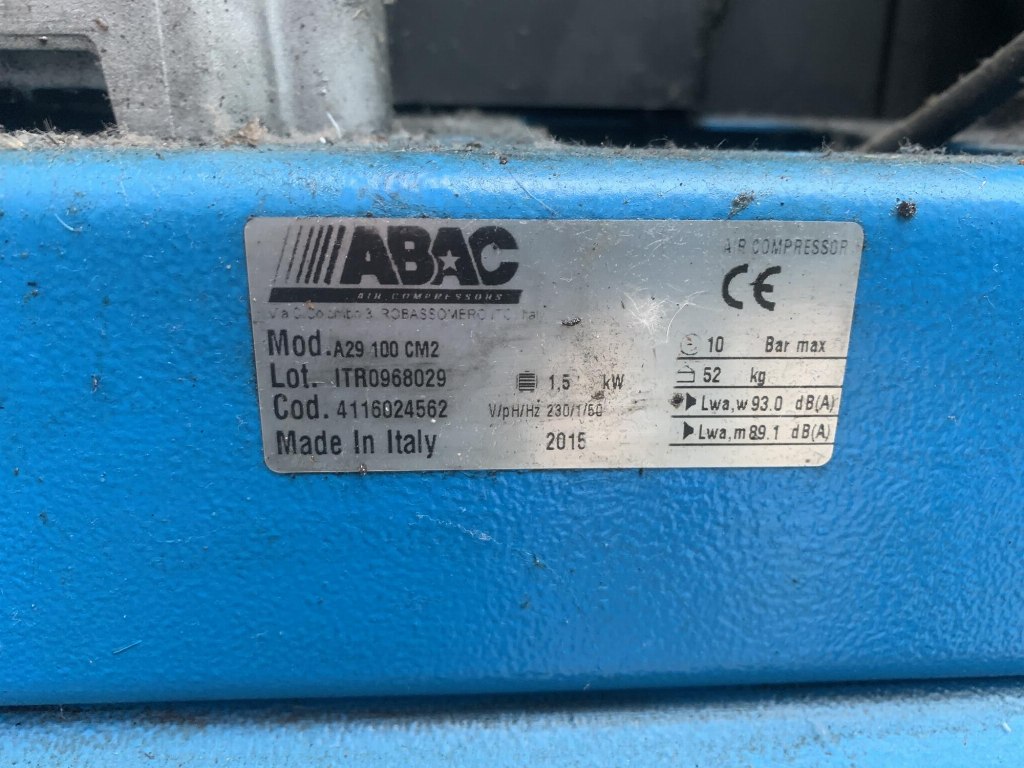 ABAC
AIR COMPRESSORS
AIR COMPRESSOR
CE
ROBASSOMERO
Mod. A29 100 CM2
Lot. ITR0968029
Cod. 4116024562
Made In Italy
1,5 kW
V/pH/Hz 230/1/50
2015
10 Bar max
52 kg
Lwa,w 93.0 dB(A)
Lwa,m 89.1 dB(A)